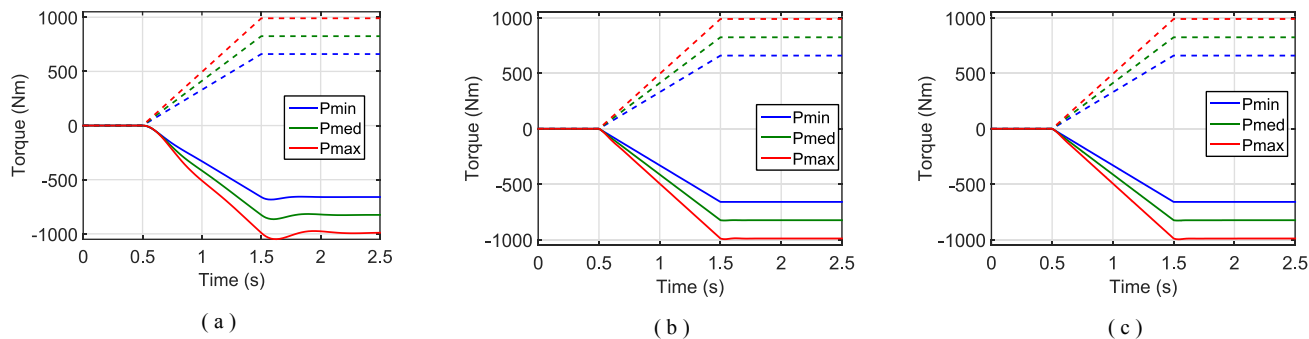 1000
500
0
-500
-1000
Torque (Nm)
Pmin
Pmed
Pmax
0 0.5 1 1.5 2 2.5
Time (s)
( a )
1000
500
0
-500
-1000
Torque (Nm)
Pmin
Pmed
Pmax
0 0.5 1 1.5 2 2.5
Time (s)
( b )
1000
500
0
-500
-1000
Torque (Nm)
Pmin
Pmed
Pmax
0 0.5 1 1.5 2 2.5
Time (s)
( c )